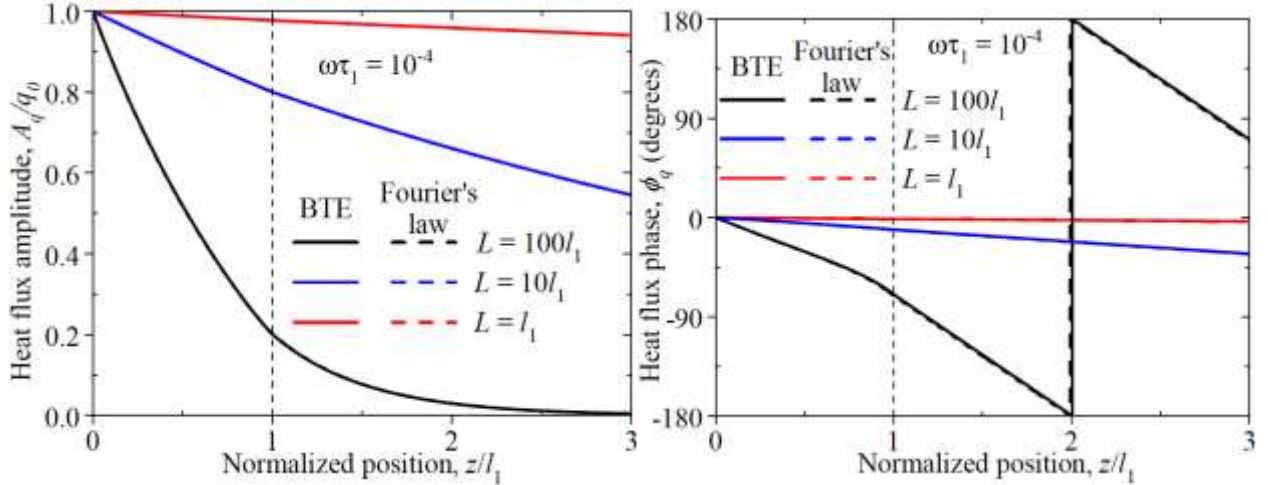 1.0
0.8
0.6
0.4
0.2
0.0
Heat flux amplitude, A_q/q_0
ωτ_1 = 10^-4
BTE Fourier's
law
L = 100l_1
L = 10l_1
L = l_1
0 1 2 3
Normalized position, z/l_1
180
90
0
-90
-180
Heat flux phase, ϕ_q (degrees)
ωτ_1 = 10^-4
BTE Fourier's
law
L = 100l_1
L = 10l_1
L = l_1
0 1 2 3
Normalized position, z/l_1